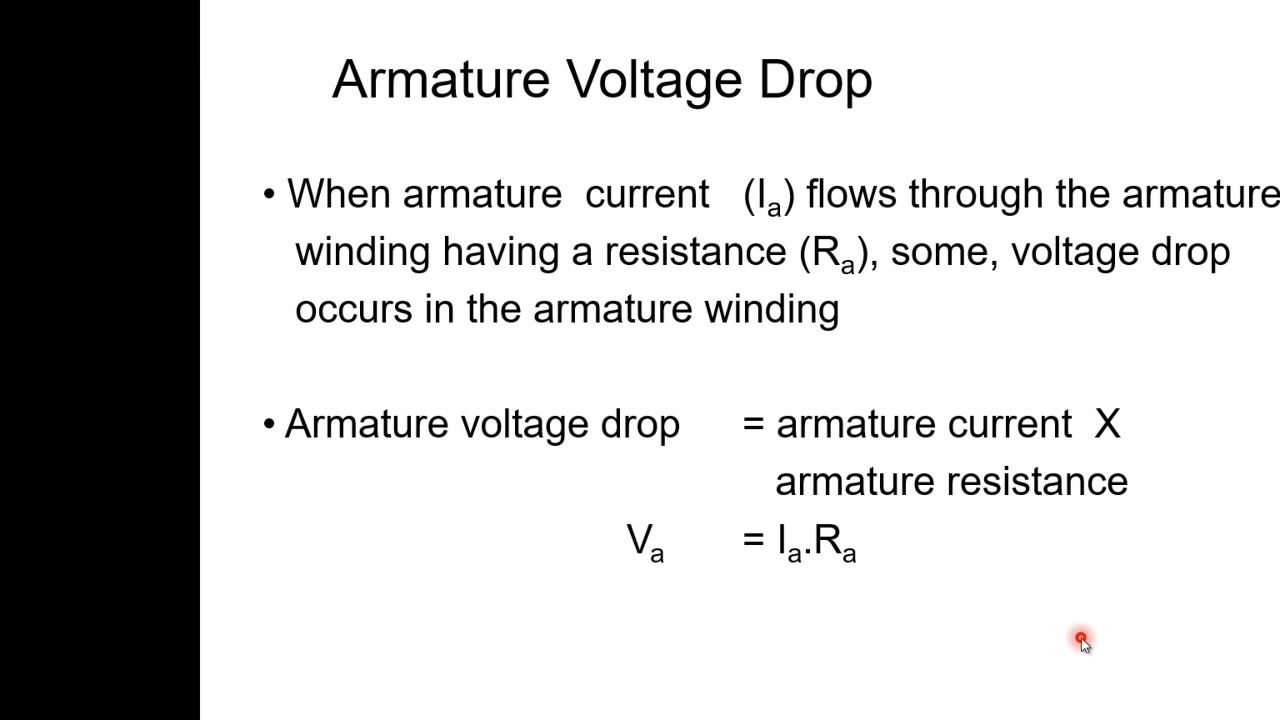 Armature Voltage Drop
• When armature current (Ia) flows through the armature
winding having a resistance (Ra), some, voltage drop
occurs in the armature winding
• Armature voltage drop = armature current X
armature resistance
Va = Ia.Ra